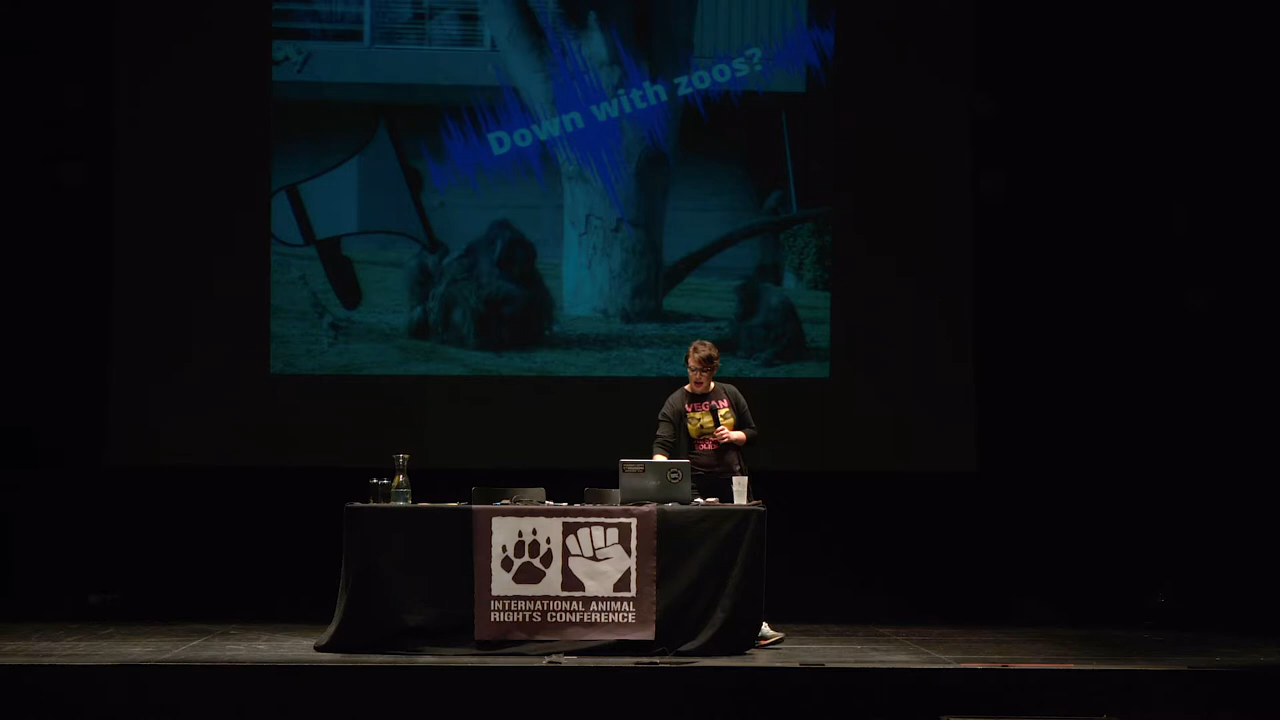 Down with zoos?
VEGAN
INTERNATIONAL ANIMAL
RIGHTS CONFERENCE